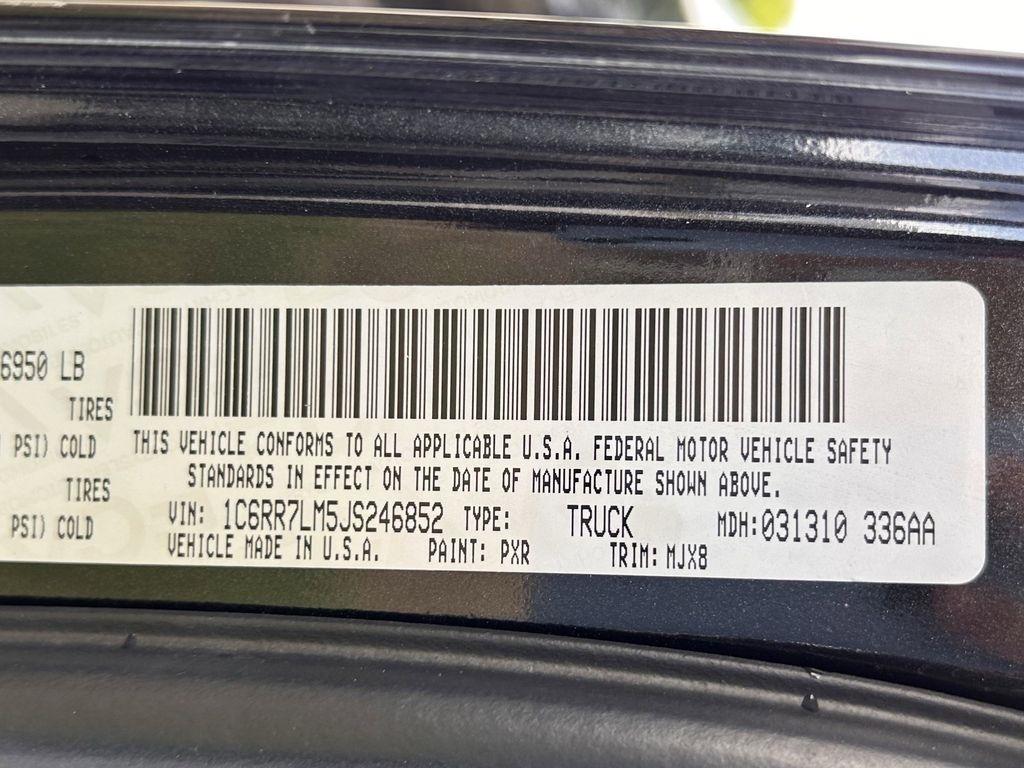 6950 LB
TIRES
PSI) COLD
TIRES
PSI) COLD
THIS VEHICLE CONFORMS TO ALL APPLICABLE U.S.A. FEDERAL MOTOR VEHICLE SAFETY
STANDARDS IN EFFECT ON THE DATE OF MANUFACTURE SHOWN ABOVE.
VIN: 1C6RR7LM5JS246852 TYPE: TRUCK MDH:031310 336AA
VEHICLE MADE IN U.S.A. PAINT: PXR TRIM: MJX8